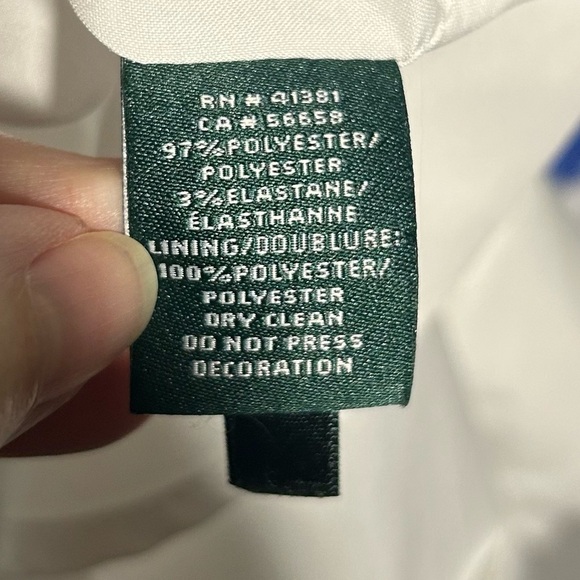 RN # 41381
CA # 56658
97%POLYESTER/
POLYESTER
3%ELASTANE/
ÉLASTHANNE
LINING/DOUBLURE:
100%POLYESTER/
POLYESTER
DRY CLEAN
DO NOT PRESS
DECORATION